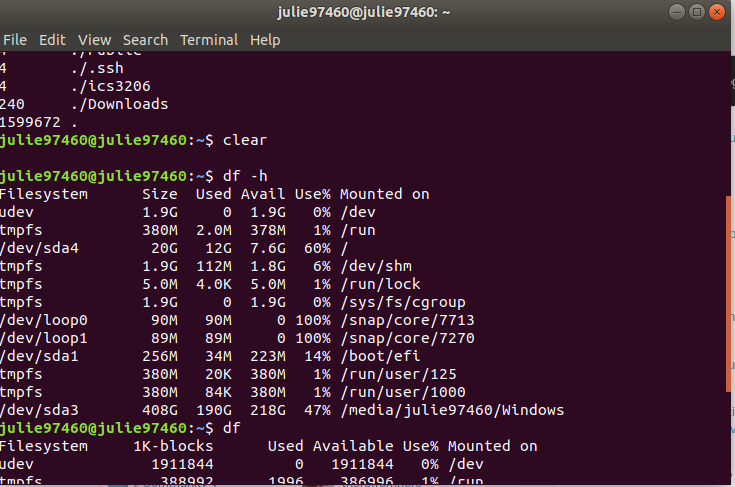 julie97460@julie97460: ~
File Edit View Search Terminal Help
4 ./Public
4 ./.ssh
4 ./ics3206
240 ./Downloads
1599672 .
julie97460@julie97460:~$ clear
julie97460@julie97460:~$ df -h
Filesystem Size Used Avail Use% Mounted on
udev 1.9G 0 1.9G 0% /dev
tmpfs 380M 2.0M 378M 1% /run
/dev/sda4 20G 12G 7.6G 60% /
tmpfs 1.9G 112M 1.8G 6% /dev/shm
tmpfs 5.0M 4.0K 5.0M 1% /run/lock
tmpfs 1.9G 0 1.9G 0% /sys/fs/cgroup
/dev/loop0 90M 90M 0 100% /snap/core/7713
/dev/loop1 89M 89M 0 100% /snap/core/7270
/dev/sda1 256M 34M 223M 14% /boot/efi
tmpfs 380M 20K 380M 1% /run/user/125
tmpfs 380M 84K 380M 1% /run/user/1000
/dev/sda3 408G 190G 218G 47% /media/julie97460/Windows
julie97460@julie97460:~$ df
Filesystem 1K-blocks Used Available Use% Mounted on
udev 1911844 0 1911844 0% /dev
tmpfs 388992 1996 386996 1% /run